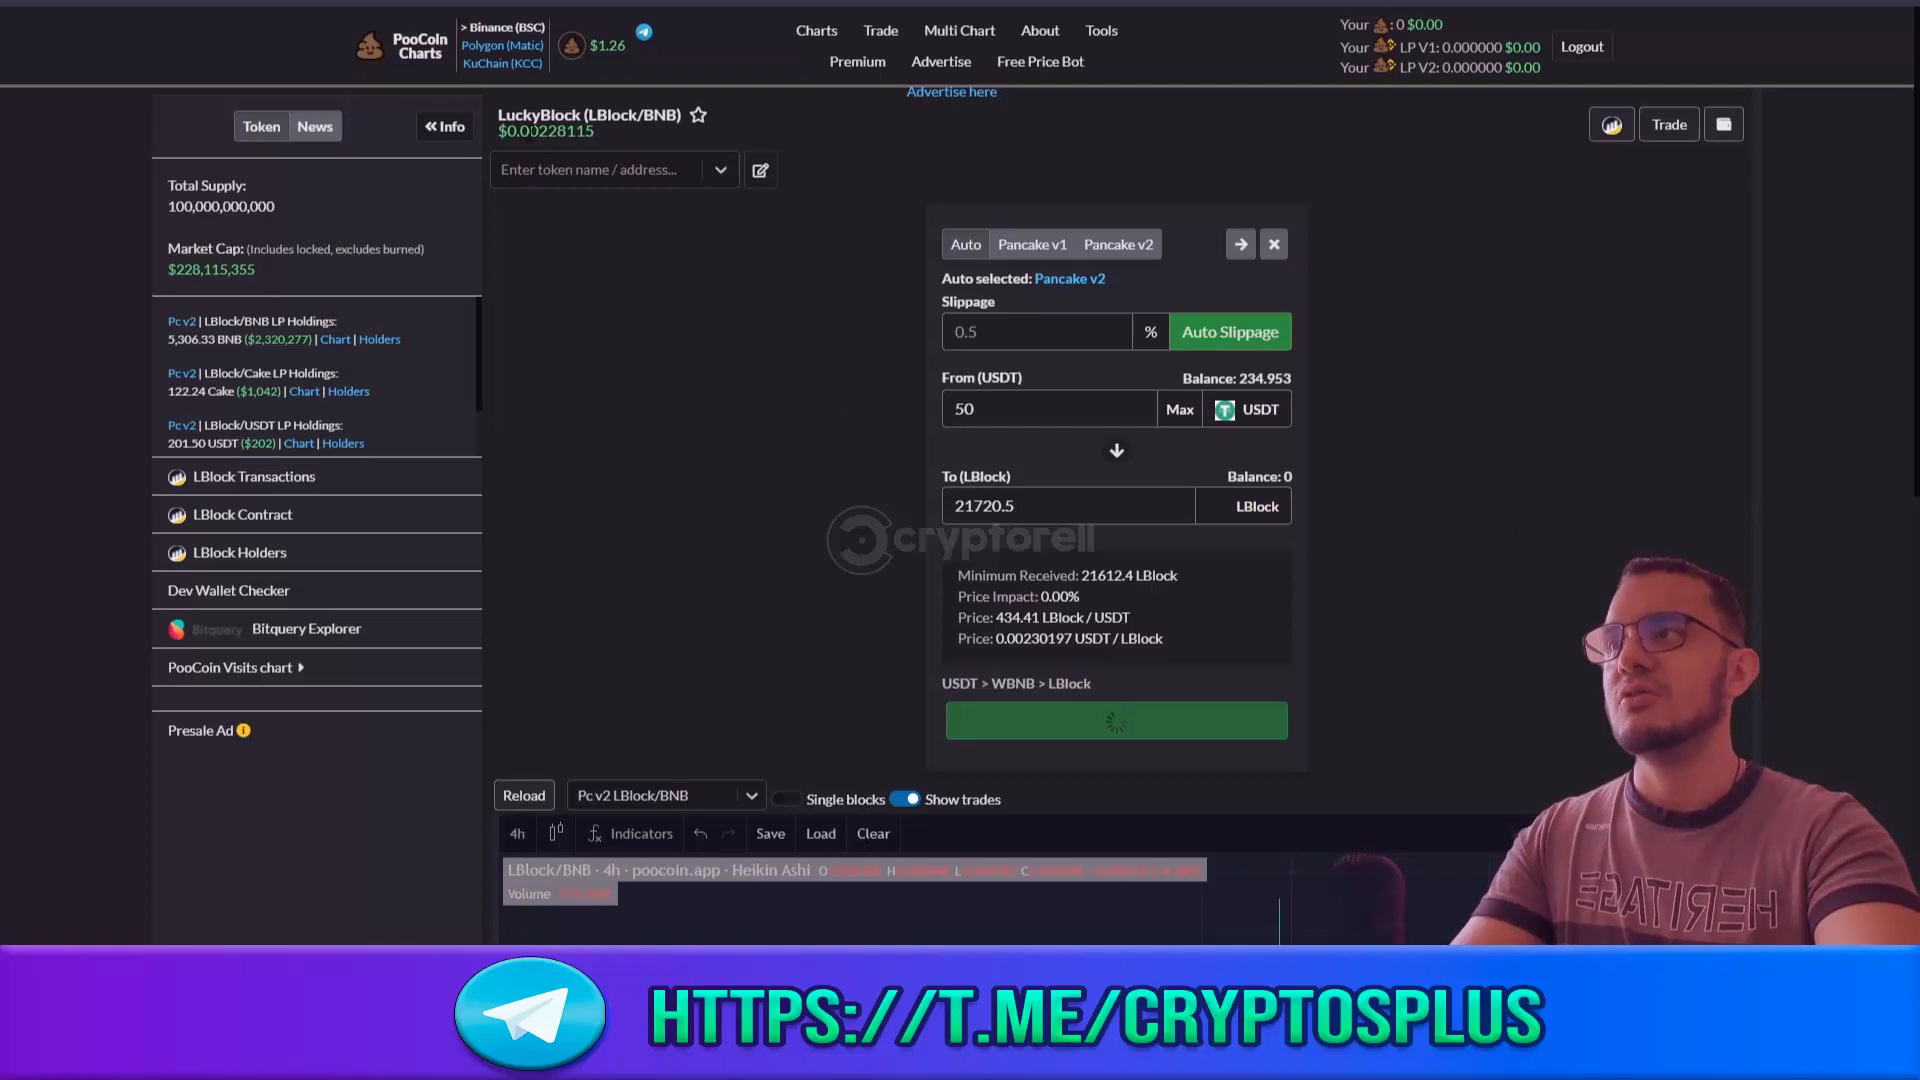 PooCoin
Charts
> Binance (BSC)
Polygon (Matic)
KuChain (KCC)
$1.26
Charts
Trade
Multi Chart
About
Tools
Premium
Advertise
Free Price Bot
Your : 0 $0.00
Your LP V1: 0.000000 $0.00
Your LP V2: 0.000000 $0.00
Logout
Advertise here
Token
News
Info
Total Supply:
100,000,000,000
Market Cap: (Includes locked, excludes burned)
$228,115,355
Pc v2 | LBlock/BNB LP Holdings:
5,306.33 BNB ($2,320,277) | Chart | Holders
Pc v2 | LBlock/Cake LP Holdings:
122.24 Cake ($1,042) | Chart | Holders
Pc v2 | LBlock/USDT LP Holdings:
201.50 USDT ($202) | Chart | Holders
LBlock Transactions
LBlock Contract
LBlock Holders
Dev Wallet Checker
Bitquery
Bitquery Explorer
PooCoin Visits chart
Presale Ad
LuckyBlock (LBlock/BNB)
$0.00228115
Enter token name / address...
Trade
Auto
Pancake v1
Pancake v2
Auto selected: Pancake v2
Slippage
0.5
%
Auto Slippage
From (USDT)
Balance: 234.953
50
Max
USDT
To (LBlock)
Balance: 0
21720.5
LBlock
cryptorell
Minimum Received: 21612.4 LBlock
Price Impact: 0.00%
Price: 434.41 LBlock / USDT
Price: 0.00230197 USDT / LBlock
USDT > WBNB > LBlock
Reload
Pc v2 LBlock/BNB
Single blocks
Show trades
4h
Indicators
Save
Load
Clear
LBlock/BNB · 4h · poocoin.app · Heikin Ashi O H L C
Volume
HERITAGE
HTTPS://T.ME/CRYPTOSPLUS